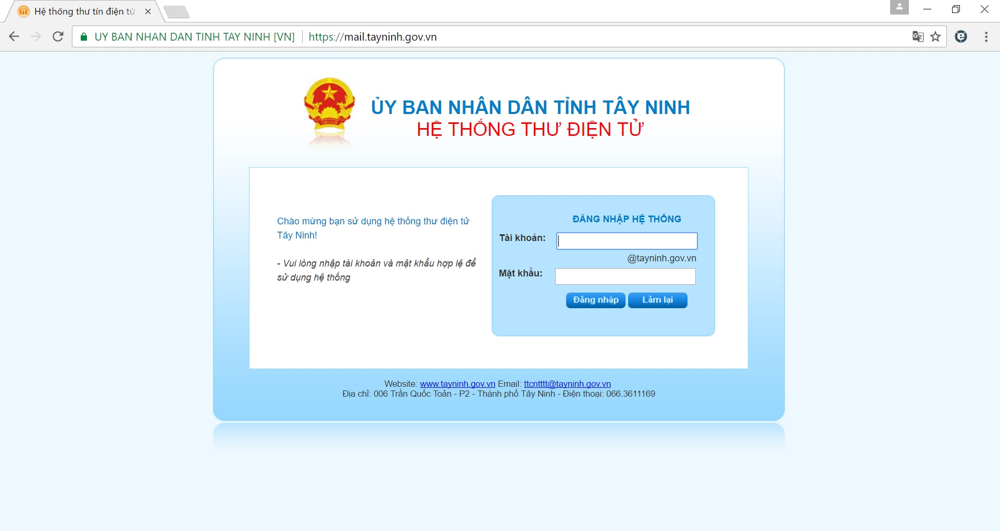 Hệ thống thư tín điện tử
UY BAN NHAN DAN TINH TAY NINH [VN] https://mail.tayninh.gov.vn
VIỆT NAM
ỦY BAN NHÂN DÂN TỈNH TÂY NINH
HỆ THỐNG THƯ ĐIỆN TỬ
Chào mừng bạn sử dụng hệ thống thư điện tử
Tây Ninh!
- Vui lòng nhập tài khoản và mật khẩu hợp lệ để
sử dụng hệ thống
ĐĂNG NHẬP HỆ THỐNG
Tài khoản:
@tayninh.gov.vn
Mật khẩu:
Đăng nhập Làm lại
Website: www.tayninh.gov.vn Email: ttcntttt@tayninh.gov.vn
Địa chỉ: 006 Trần Quốc Toản - P2 - Thành phố Tây Ninh - Điện thoại: 066.3611169